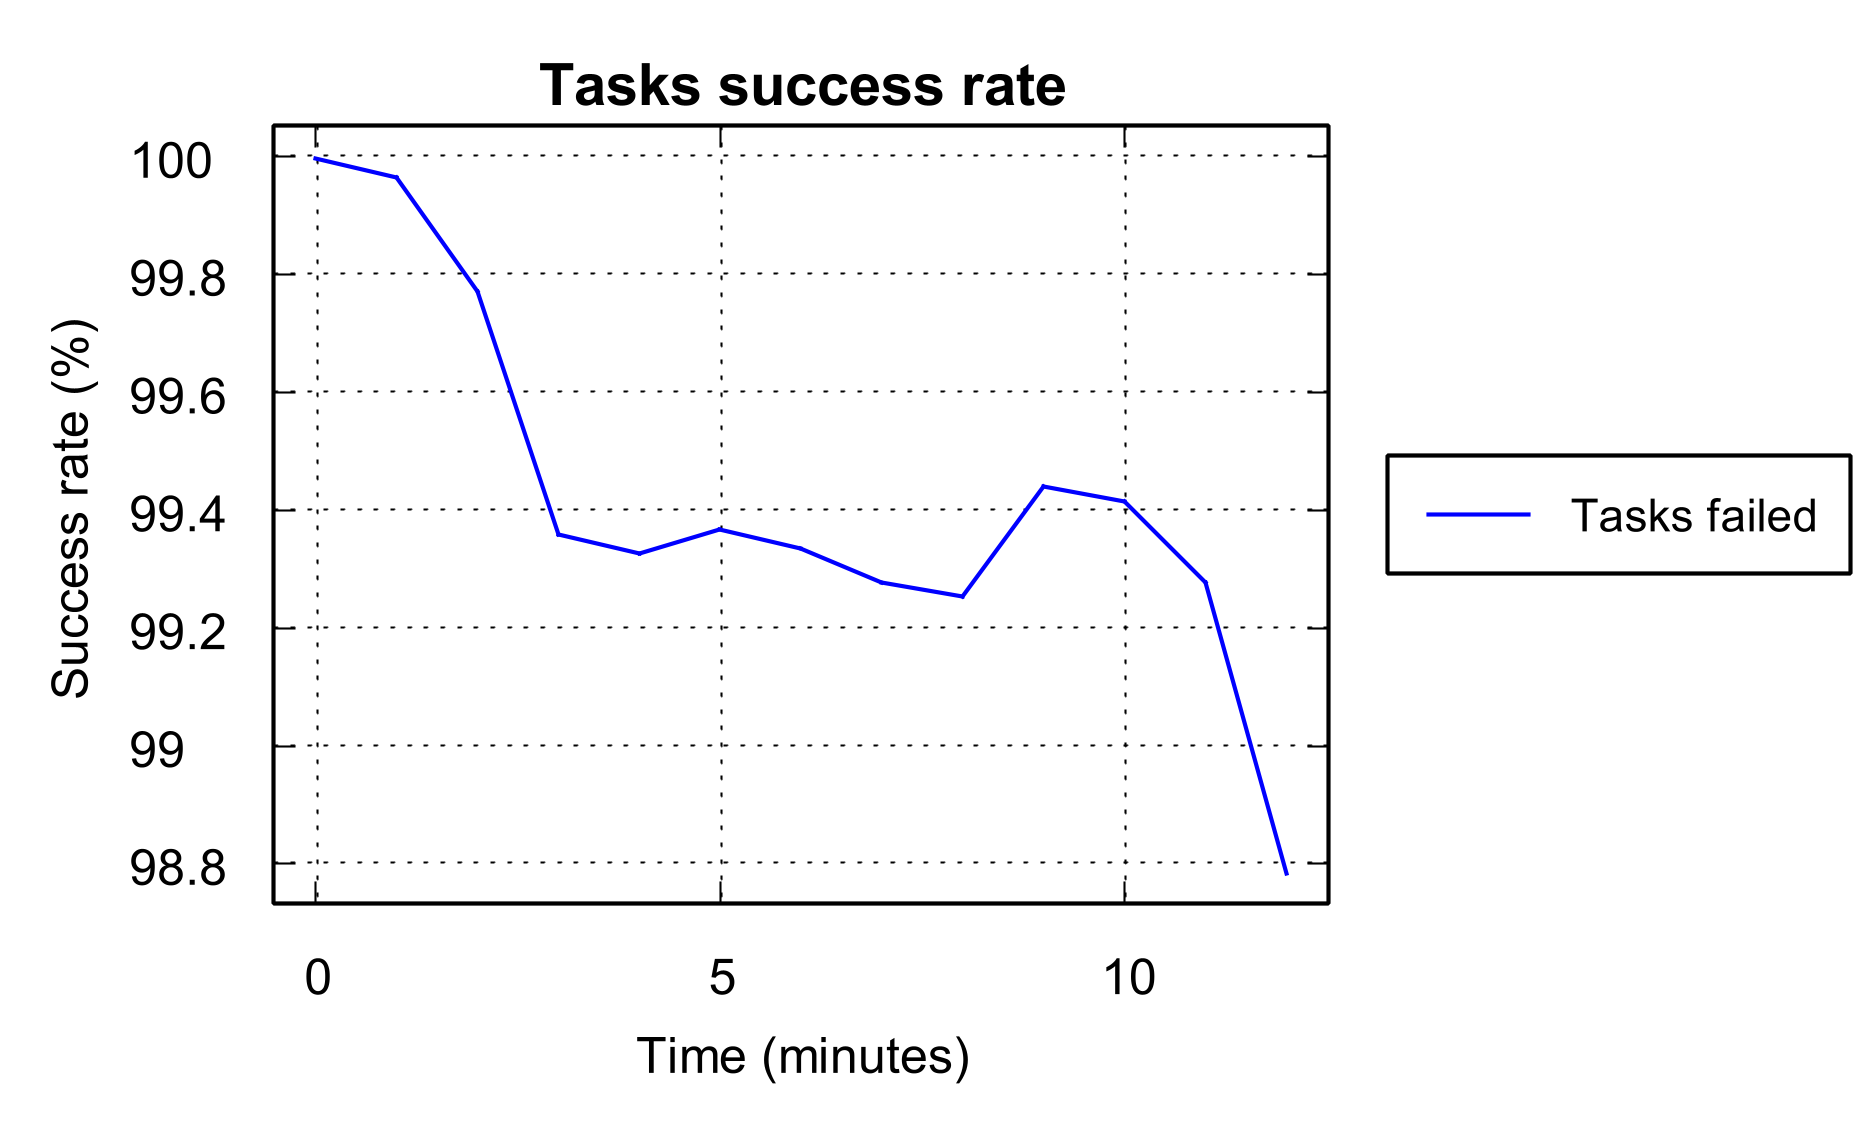 Tasks success rate
100
99.8
99.6
99.4
99.2
99
98.8
Success rate (%)
0 5 10
Time (minutes)
Tasks failed